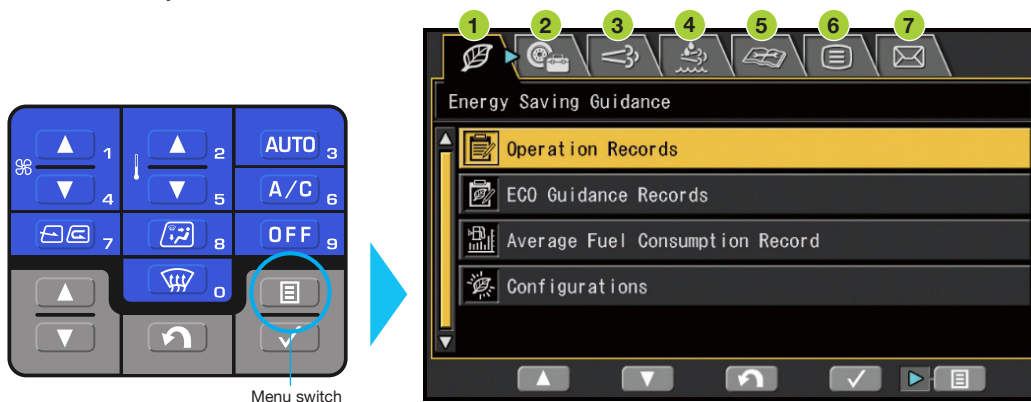 1 2 3 4 5 6 7
Energy Saving Guidance
Operation Records
ECO Guidance Records
Average Fuel Consumption Record
Configurations
1 2 AUTO 3
4 5 A/C 6
7 8 OFF 9
0
Menu switch